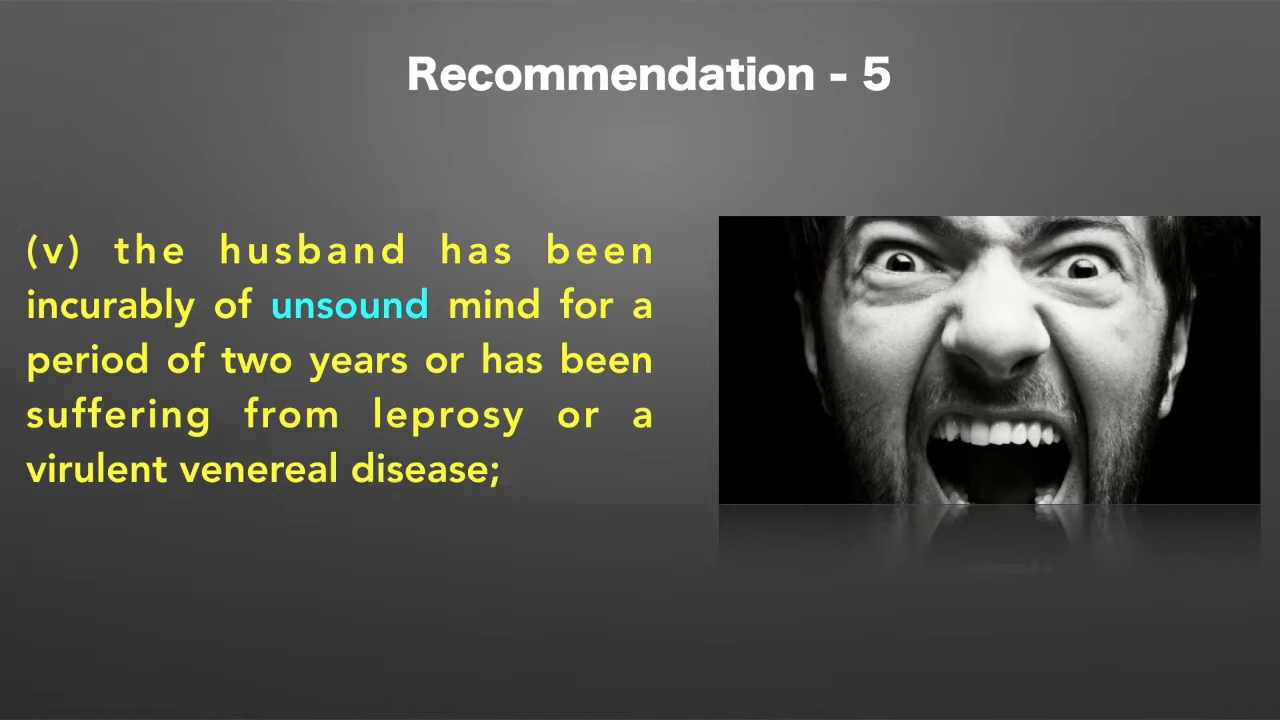 Recommendation - 5
(v) the husband has been
incurably of unsound mind for a
period of two years or has been
suffering from leprosy or a
virulent venereal disease;